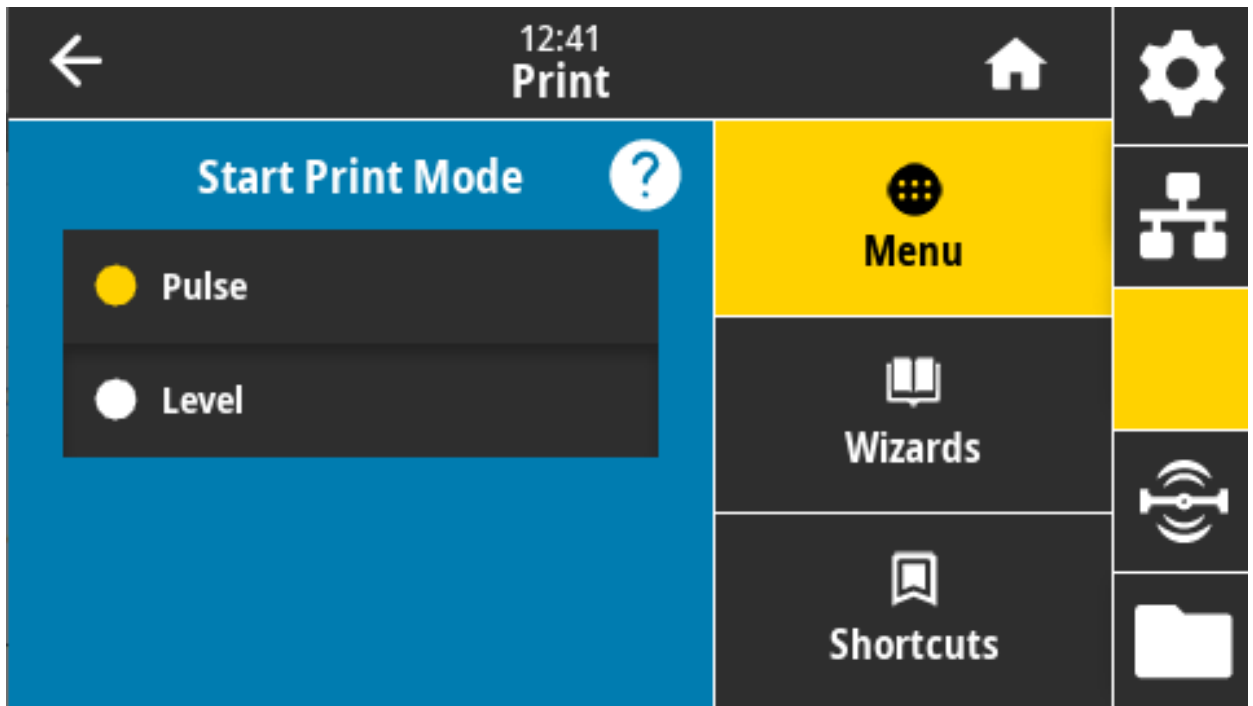 12:41
Print
Start Print Mode
?
Pulse
Level
Menu
Wizards
Shortcuts